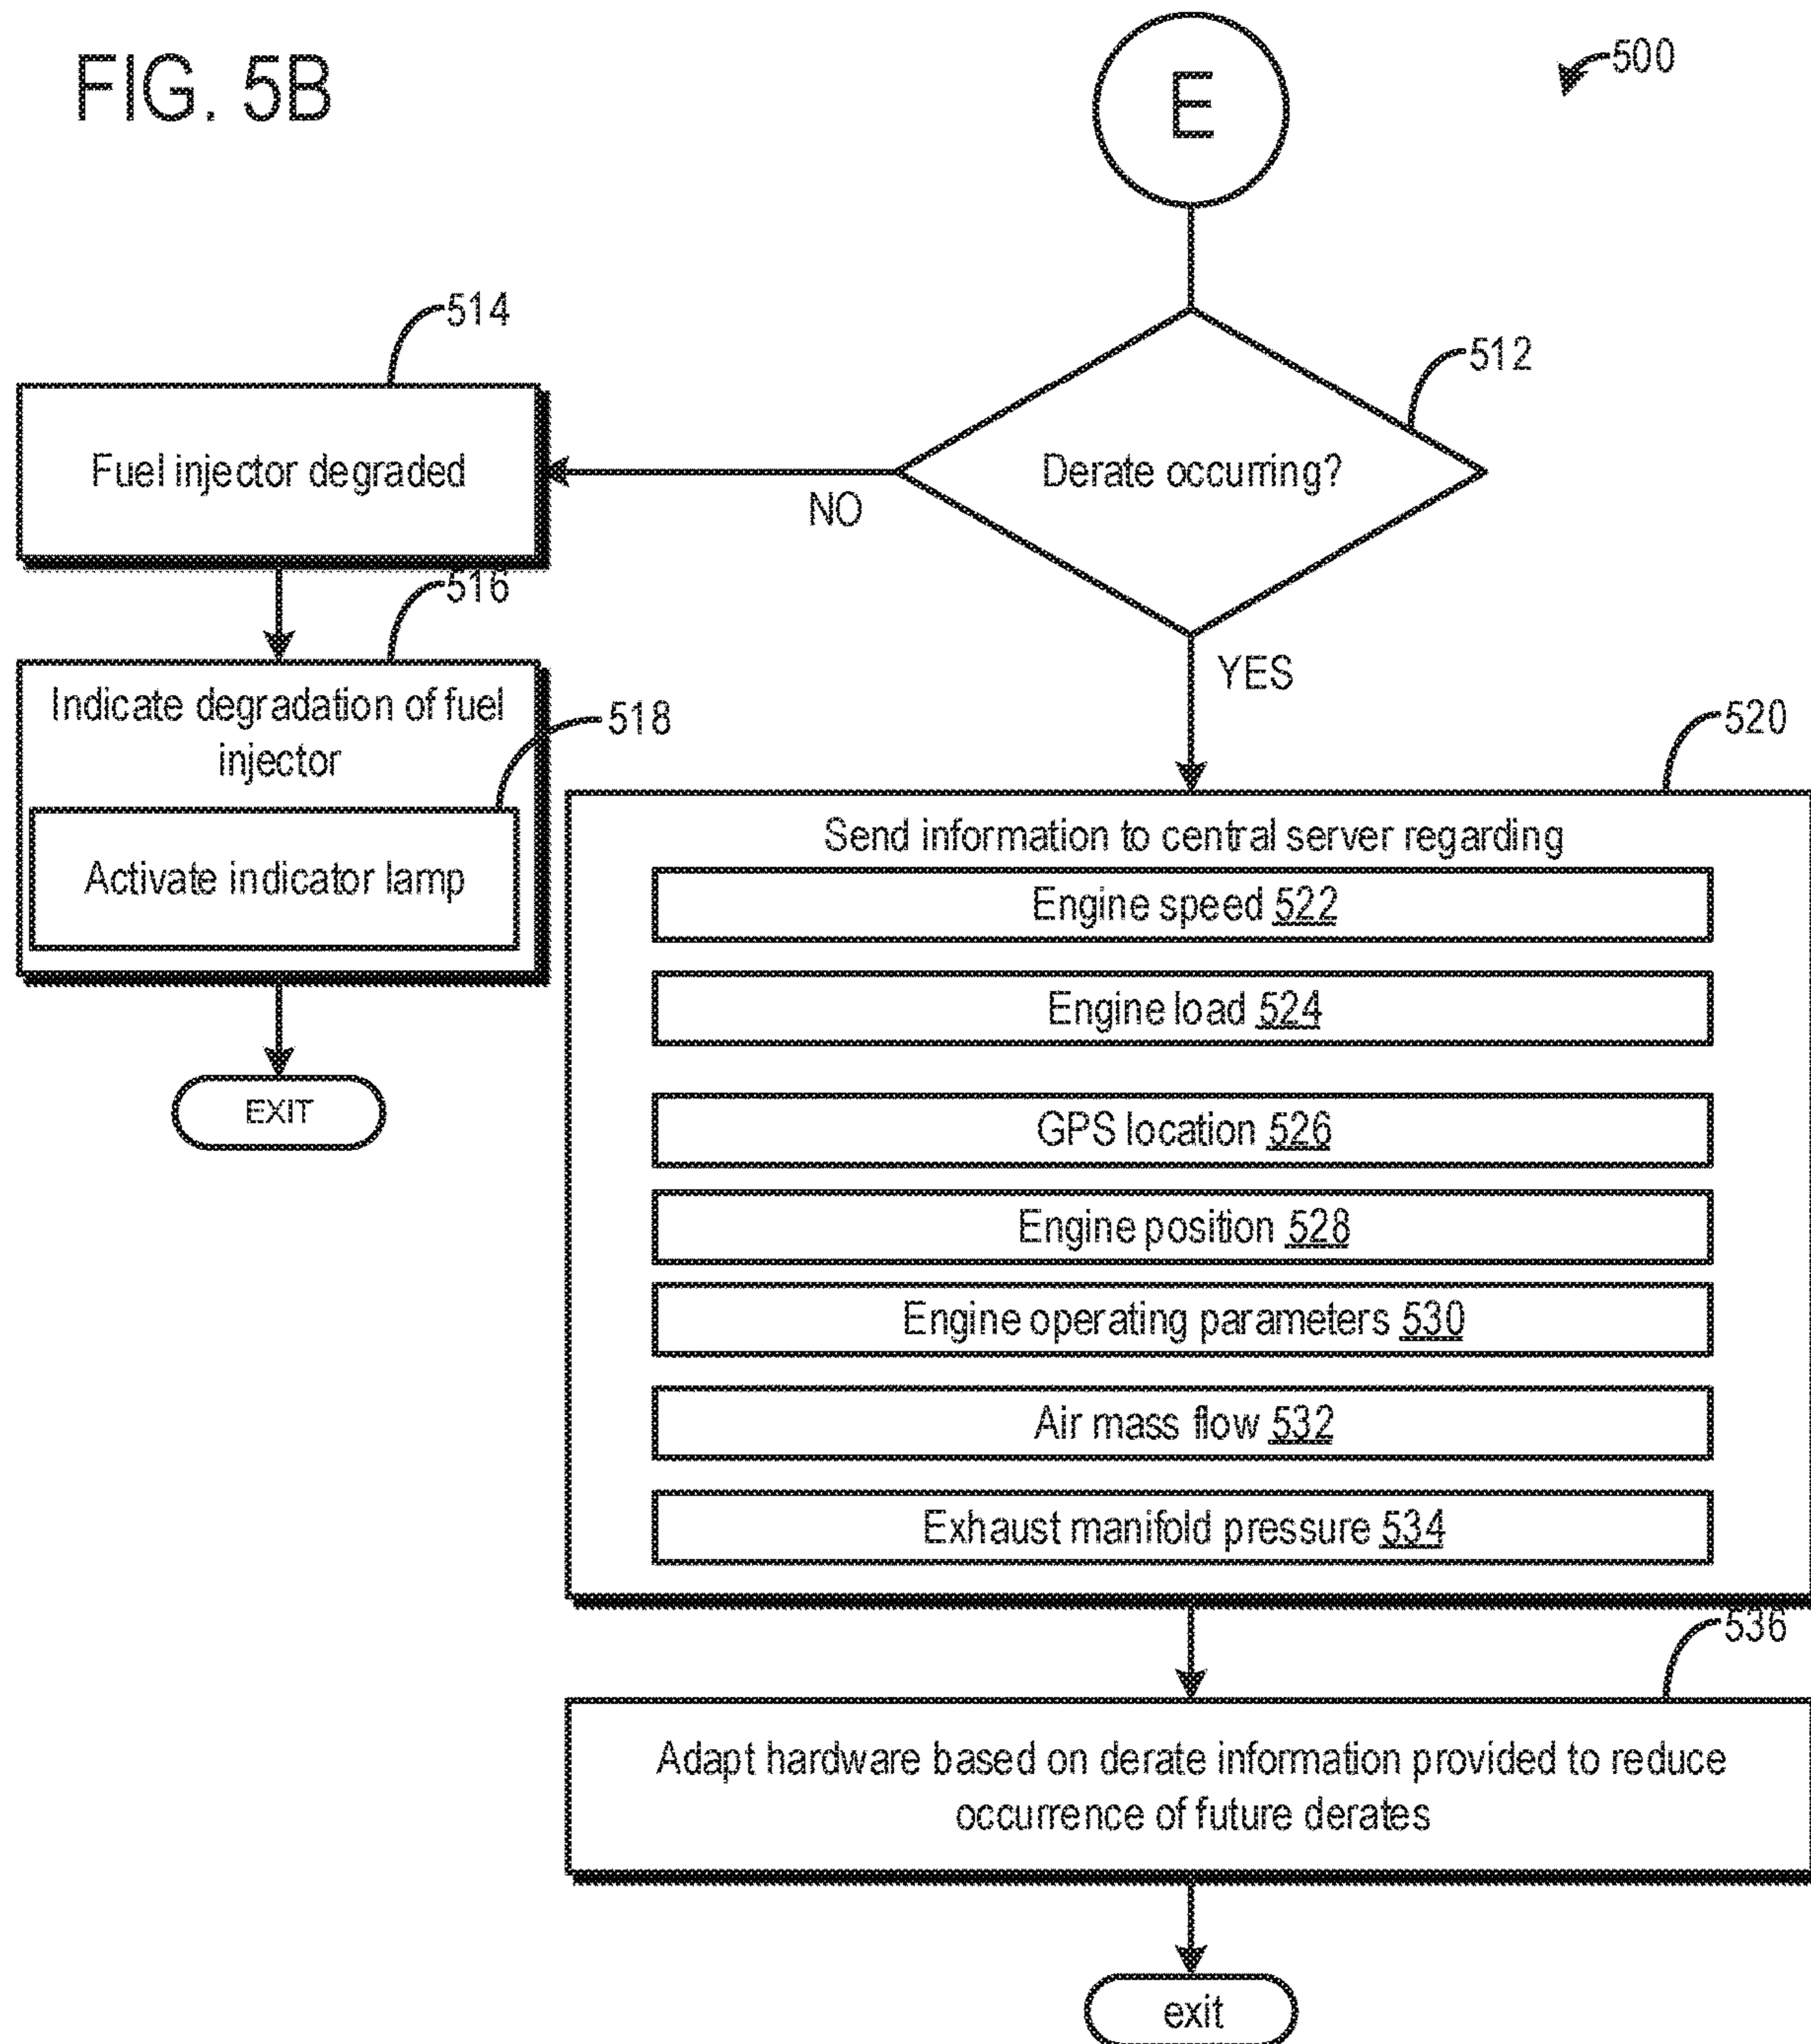 FIG. 5B
E
500
512
Derate occurring?
NO
YES
514
Fuel injector degraded
516
Indicate degradation of fuel
injector
518
Activate indicator lamp
EXIT
520
Send information to central server regarding
Engine speed 522
Engine load 524
GPS location 526
Engine position 528
Engine operating parameters 530
Air mass flow 532
Exhaust manifold pressure 534
536
Adapt hardware based on derate information provided to reduce
occurrence of future derates
exit